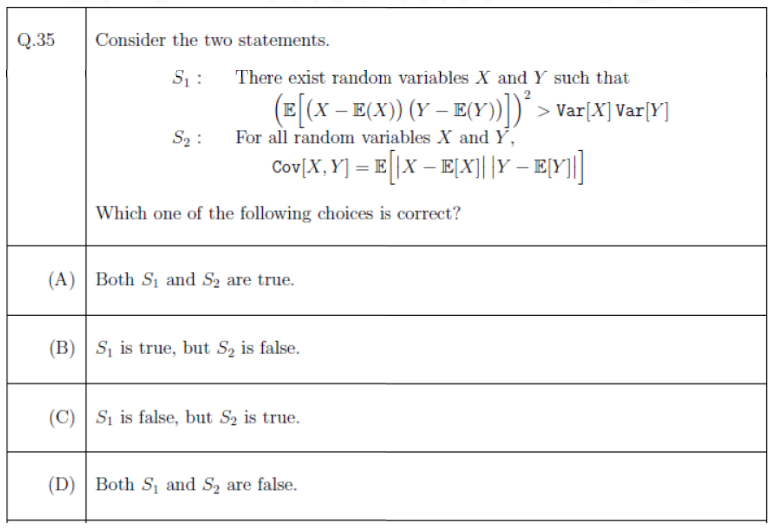 Q.35 Consider the two statements.
S₁ : There exist random variables X and Y such that
(𝔼[(X − 𝔼(X)) (Y − 𝔼(Y))])² > Var[X] Var[Y]
S₂ : For all random variables X and Y,
Cov[X, Y] = 𝔼[|X − 𝔼[X]| |Y − 𝔼[Y]|]
Which one of the following choices is correct?
(A) Both S₁ and S₂ are true.
(B) S₁ is true, but S₂ is false.
(C) S₁ is false, but S₂ is true.
(D) Both S₁ and S₂ are false.